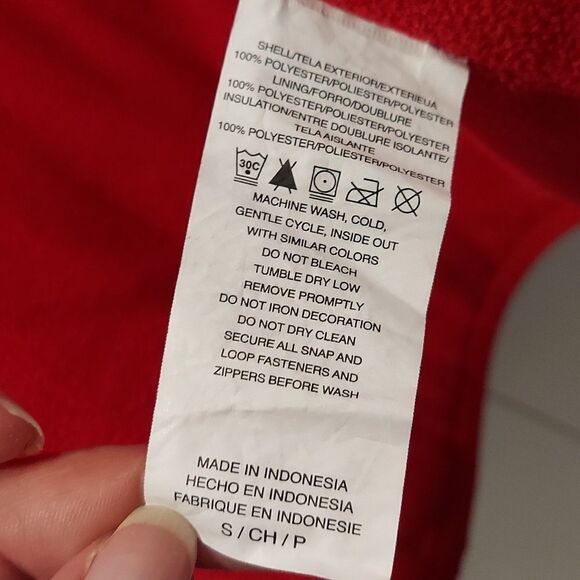 SHELL/TELA EXTERIOR/EXTERIEUA
100% POLYESTER/POLIESTER/POLYESTER
LINING/FORRO/DOUBLURE
100% POLYESTER/POLIESTER/POLYESTER
INSULATION/ENTRE DOUBLURE ISOLANTE/
TELA AISLANTE
100% POLYESTER/POLIESTER/POLYESTER
30C
MACHINE WASH, COLD,
GENTLE CYCLE, INSIDE OUT
WITH SIMILAR COLORS
DO NOT BLEACH
TUMBLE DRY LOW
REMOVE PROMPTLY
DO NOT IRON DECORATION
DO NOT DRY CLEAN
SECURE ALL SNAP AND
LOOP FASTENERS AND
ZIPPERS BEFORE WASH
MADE IN INDONESIA
HECHO EN INDONESIA
FABRIQUE EN INDONESIE
S / CH / P